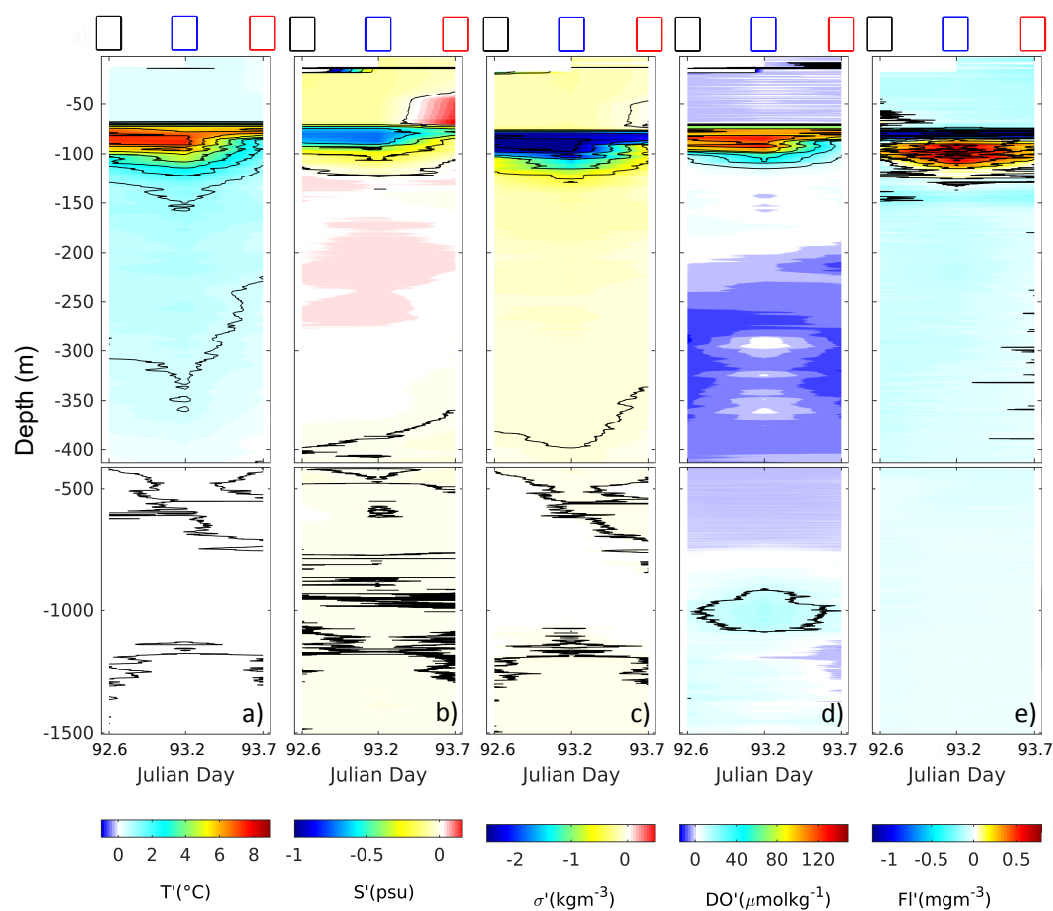 -50
-100
-150
-200
-250
-300
-350
-400
Depth (m)
-500
-1000
-1500
a) b) c) d) e)
92.6 93.2 93.7 92.6 93.2 93.7 92.6 93.2 93.7 92.6 93.2 93.7 92.6 93.2 93.7
Julian Day Julian Day Julian Day Julian Day Julian Day
0 2 4 6 8 -1 -0.5 0 -2 -1 0 0 40 80 120 -1 -0.5 0 0.5
T'(°C) S'(psu) σ'(kgm⁻³) DO'(μmolkg⁻¹) Fl'(mgm⁻³)